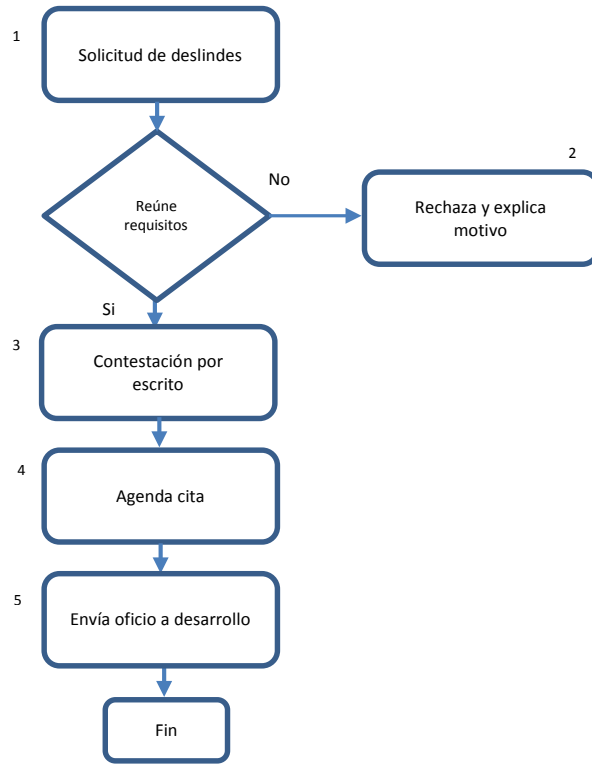 1
Solicitud de deslindes
Reúne
requisitos
No
2
Rechaza y explica
motivo
Si
3
Contestación por
escrito
4
Agenda cita
5
Envía oficio a desarrollo
Fin